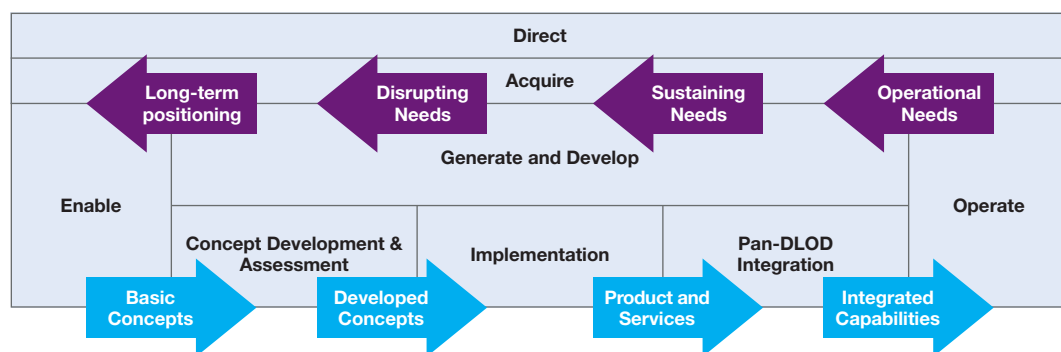 Direct
Acquire
Long-term
positioning
Disrupting
Needs
Sustaining
Needs
Operational
Needs
Generate and Develop
Enable
Operate
Concept Development &
Assessment
Implementation
Pan-DLOD
Integration
Basic
Concepts
Developed
Concepts
Product and
Services
Integrated
Capabilities